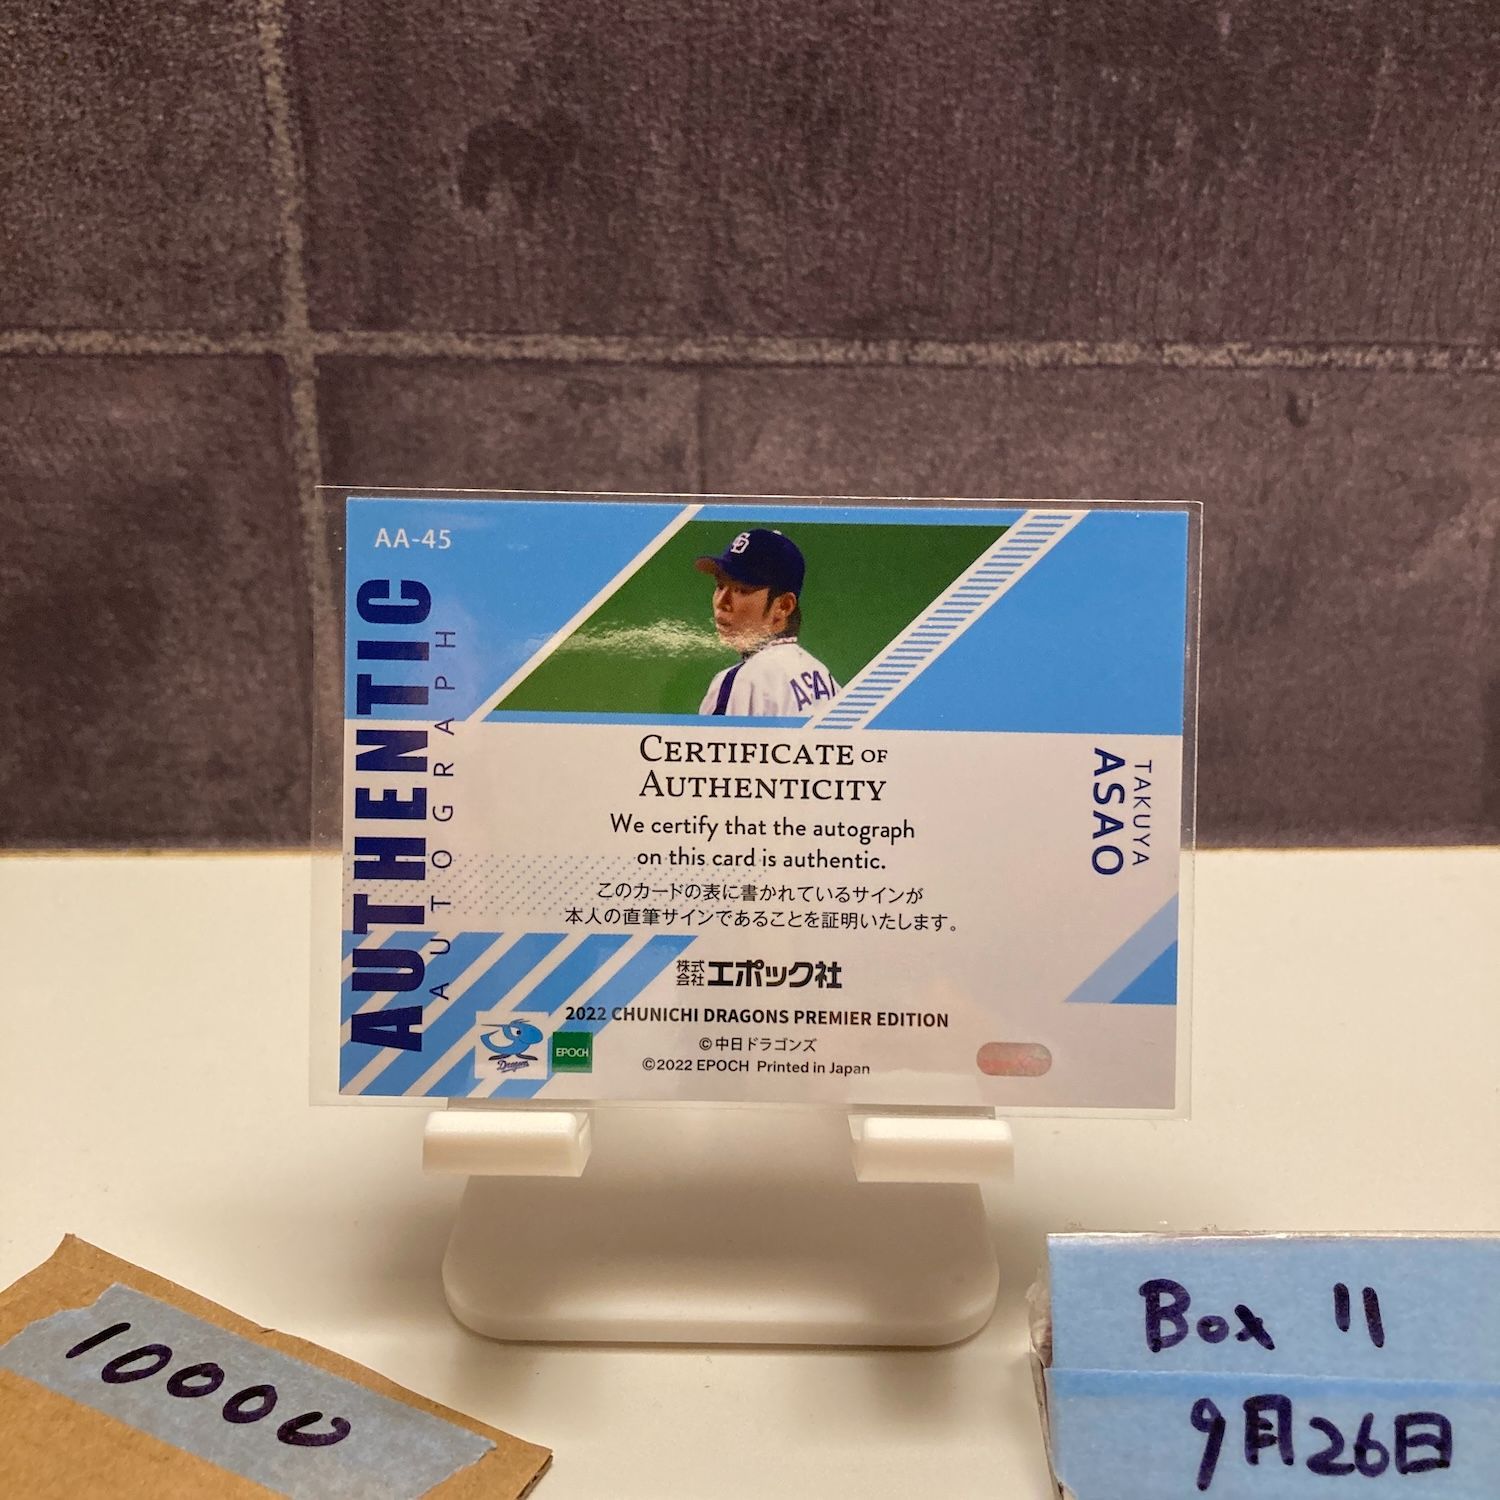 AA-45
AUTHENTIC
AUTOGRAPH
CERTIFICATE OF
AUTHENTICITY
We certify that the autograph
on this card is authentic.
このカードの表に書かれているサインが
本人の直筆サインであることを証明いたします。
株式会社エポック社
2022 CHUNICHI DRAGONS PREMIER EDITION
©中日ドラゴンズ
©2022 EPOCH Printed in Japan
Dragons
EPOCH
TAKUYA
ASAO
10000
Box 11
9月26日